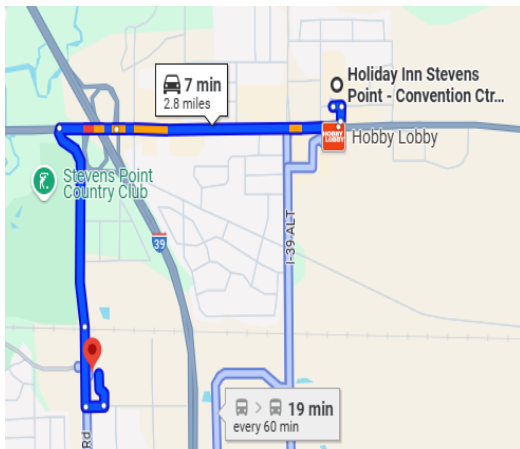 7 min
2.8 miles
Holiday Inn Stevens
Point - Convention Ctr...
HOBBY
LOBBY
Hobby Lobby
Stevens Point
Country Club
39
I-39-ALT
19 min
every 60 min
Rd